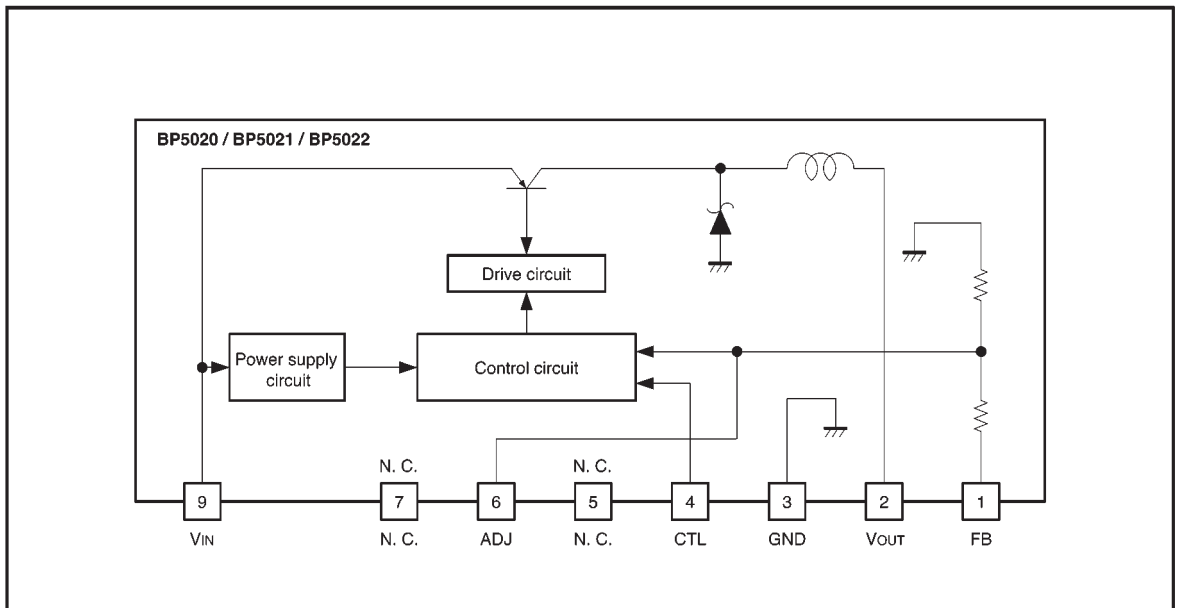 BP5020 / BP5021 / BP5022
Drive circuit
Power supply
circuit
Control circuit
N. C.
N. C.
9
7
6
5
4
3
2
1
VIN
N. C.
ADJ
N. C.
CTL
GND
VOUT
FB